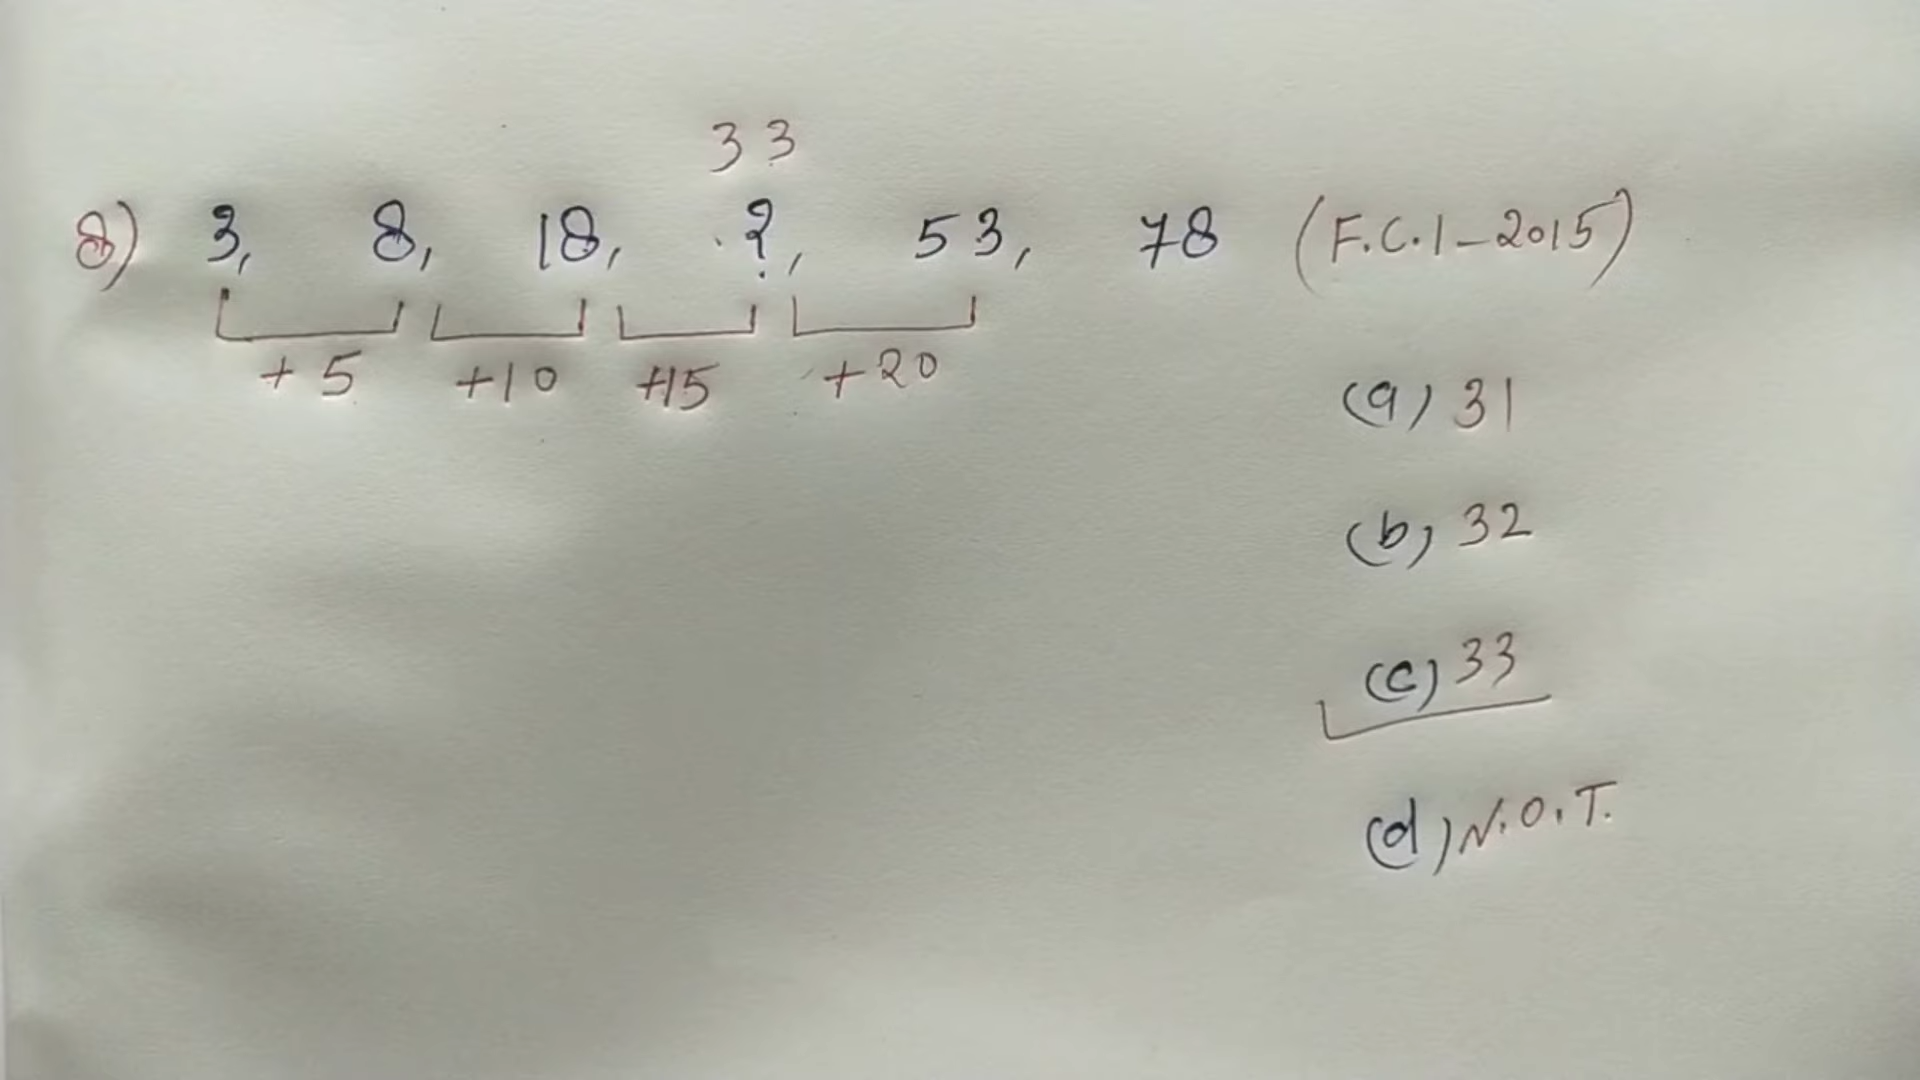 33
8) 3, 8, 18, ?, 53, 78 (F.C.I-2015)
+5 +10 +15 +20
(a) 31
(b) 32
(c) 33
(d) N.O.T.